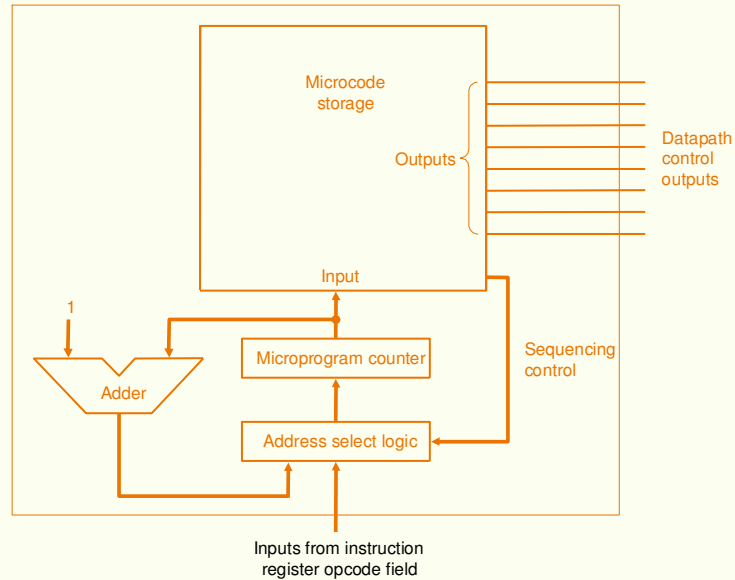 Microcode
storage
Outputs
Datapath
control
outputs
Input
1
Microprogram counter
Sequencing
control
Adder
Address select logic
Inputs from instruction
register opcode field